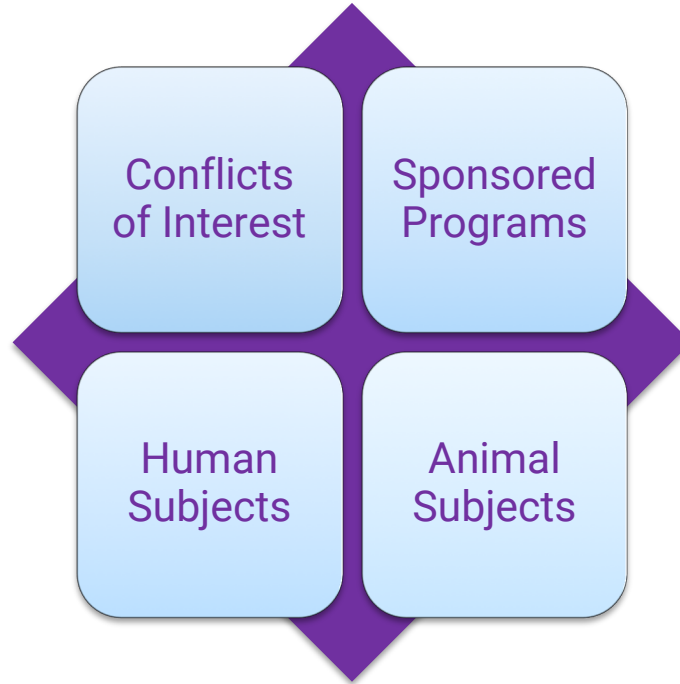 Conflicts
of Interest
Sponsored
Programs
Human
Subjects
Animal
Subjects